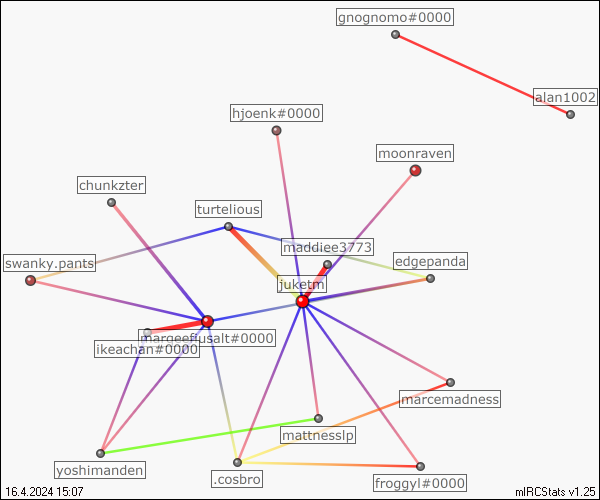 gnognomo#0000
alan1002
hjoenk#0000
moonraven
chunkzter
turtelious
maddiee3773
edgepanda
swanky.pants
juketm
margeeffusalt#0000
ikeachan#0000
marcemadness
mattnesslp
yoshimanden
.cosbro
froggyl#0000
16.4.2024 15:07
mIRCStats v1.25